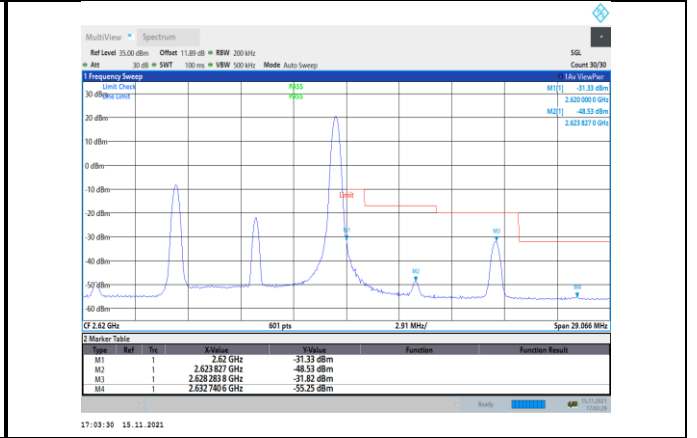 MultiView Spectrum
Ref Level 35.00 dBm Offset 11.89 dB RBW 200 kHz SGL
Att 30 dB SWT 100 ms VBW 500 kHz Mode Auto Sweep Count 30/30
1 Frequency Sweep 1Av ViewPwr
Limit Check PASS M1[1] -31.33 dBm
30 dBm Line Limit PASS 2.620 000 0 GHz
M2[1] -48.53 dBm
20 dBm 2.623 827 0 GHz
10 dBm
0 dBm
-10 dBm
Limit
-20 dBm
-30 dBm M1 M3
-40 dBm
M2
-50 dBm M4
-60 dBm
CF 2.62 GHz 601 pts 2.91 MHz/ Span 29.066 MHz
2 Marker Table
Type Ref Trc X-Value Y-Value Function Function Result
M1 1 2.62 GHz -31.33 dBm
M2 1 2.623 827 GHz -48.53 dBm
M3 1 2.628 283 8 GHz -31.82 dBm
M4 1 2.632 740 6 GHz -55.25 dBm
Ready 15.11.2021
17:03:29
17:03:30 15.11.2021